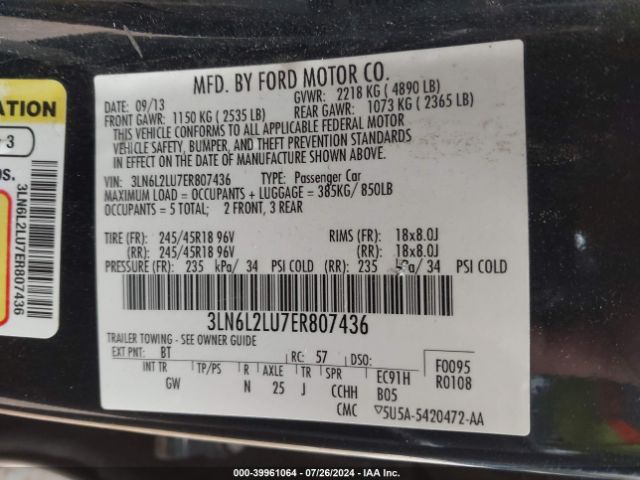 MFD. BY FORD MOTOR CO.
DATE: 09/13 GVWR: 2218 KG ( 4890 LB)
FRONT GAWR: 1150 KG ( 2535 LB) REAR GAWR: 1073 KG ( 2365 LB)
THIS VEHICLE CONFORMS TO ALL APPLICABLE FEDERAL MOTOR
VEHICLE SAFETY, BUMPER, AND THEFT PREVENTION STANDARDS
IN EFFECT ON THE DATE OF MANUFACTURE SHOWN ABOVE.
VIN: 3LN6L2LU7ER807436 TYPE: Passenger Car
MAXIMUM LOAD = OCCUPANTS + LUGGAGE = 385KG/ 850LB
OCCUPANTS = 5 TOTAL; 2 FRONT, 3 REAR
TIRE (FR): 245/45R18 96V RIMS (FR): 18x8.0J
(RR): 245/45R18 96V (RR): 18x8.0J
PRESSURE (FR): 235 kPa/ 34 PSI COLD (RR): 235 kPa/ 34 PSI COLD
3LN6L2LU7ER807436
TRAILER TOWING - SEE OWNER GUIDE
EXT PNT: BT RC: 57 DSO: F0095
INT TR TP/PS R AXLE TR SPR EC91H R0108
GW N 25 J CCHH B05
CMC 5U5A-5420472-AA
ATION
3
OS.
3LN6L2LU7ER807436
000-39961064 / 07/26/2024 / IAA Inc.